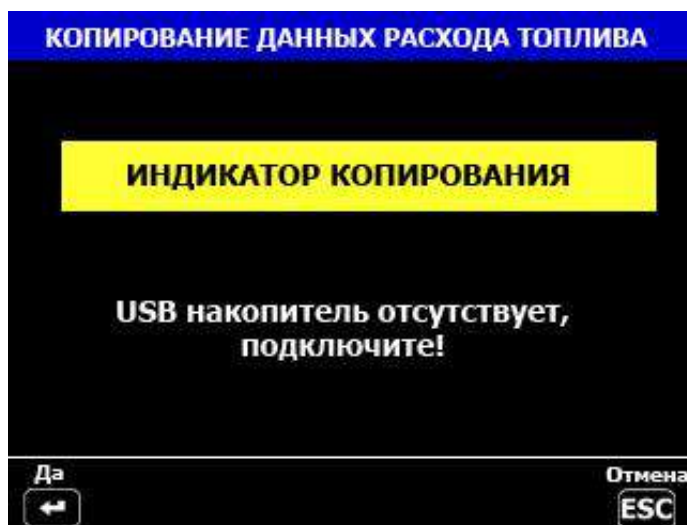 КОПИРОВАНИЕ ДАННЫХ РАСХОДА ТОПЛИВА
ИНДИКАТОР КОПИРОВАНИЯ
USB накопитель отсутствует,
подключите!
Да Отмена
ESC